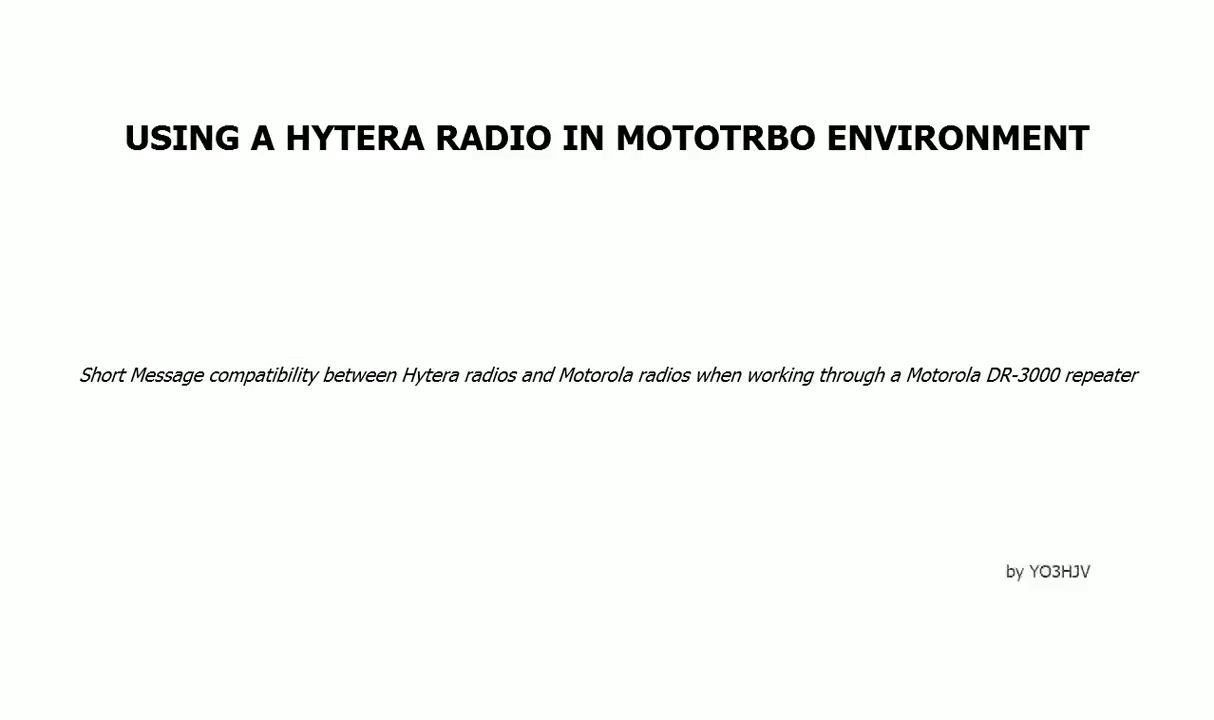 USING A HYTERA RADIO IN MOTOTRBO ENVIRONMENT
Short Message compatibility between Hytera radios and Motorola radios when working through a Motorola DR-3000 repeater
by YO3HJV